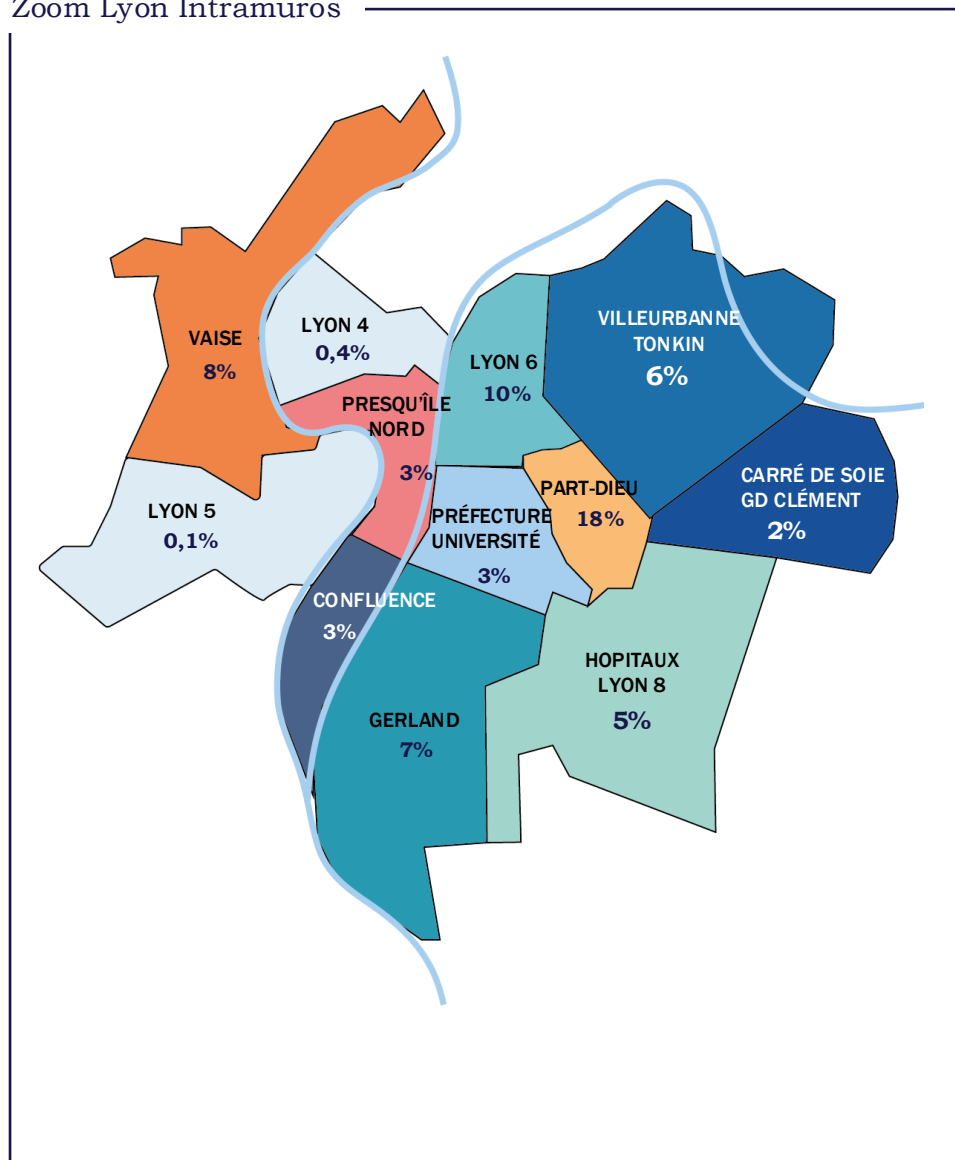 Zoom Lyon Intramuros
VAISE
8%
LYON 4
0,4%
LYON 6
10%
VILLEURBANNE
TONKIN
6%
PRESQU'ÎLE
NORD
3%
PART-DIEU
18%
CARRÉ DE SOIE
GD CLÉMENT
2%
LYON 5
0,1%
PRÉFECTURE
UNIVERSITÉ
3%
CONFLUENCE
3%
HOPITAUX
LYON 8
5%
GERLAND
7%